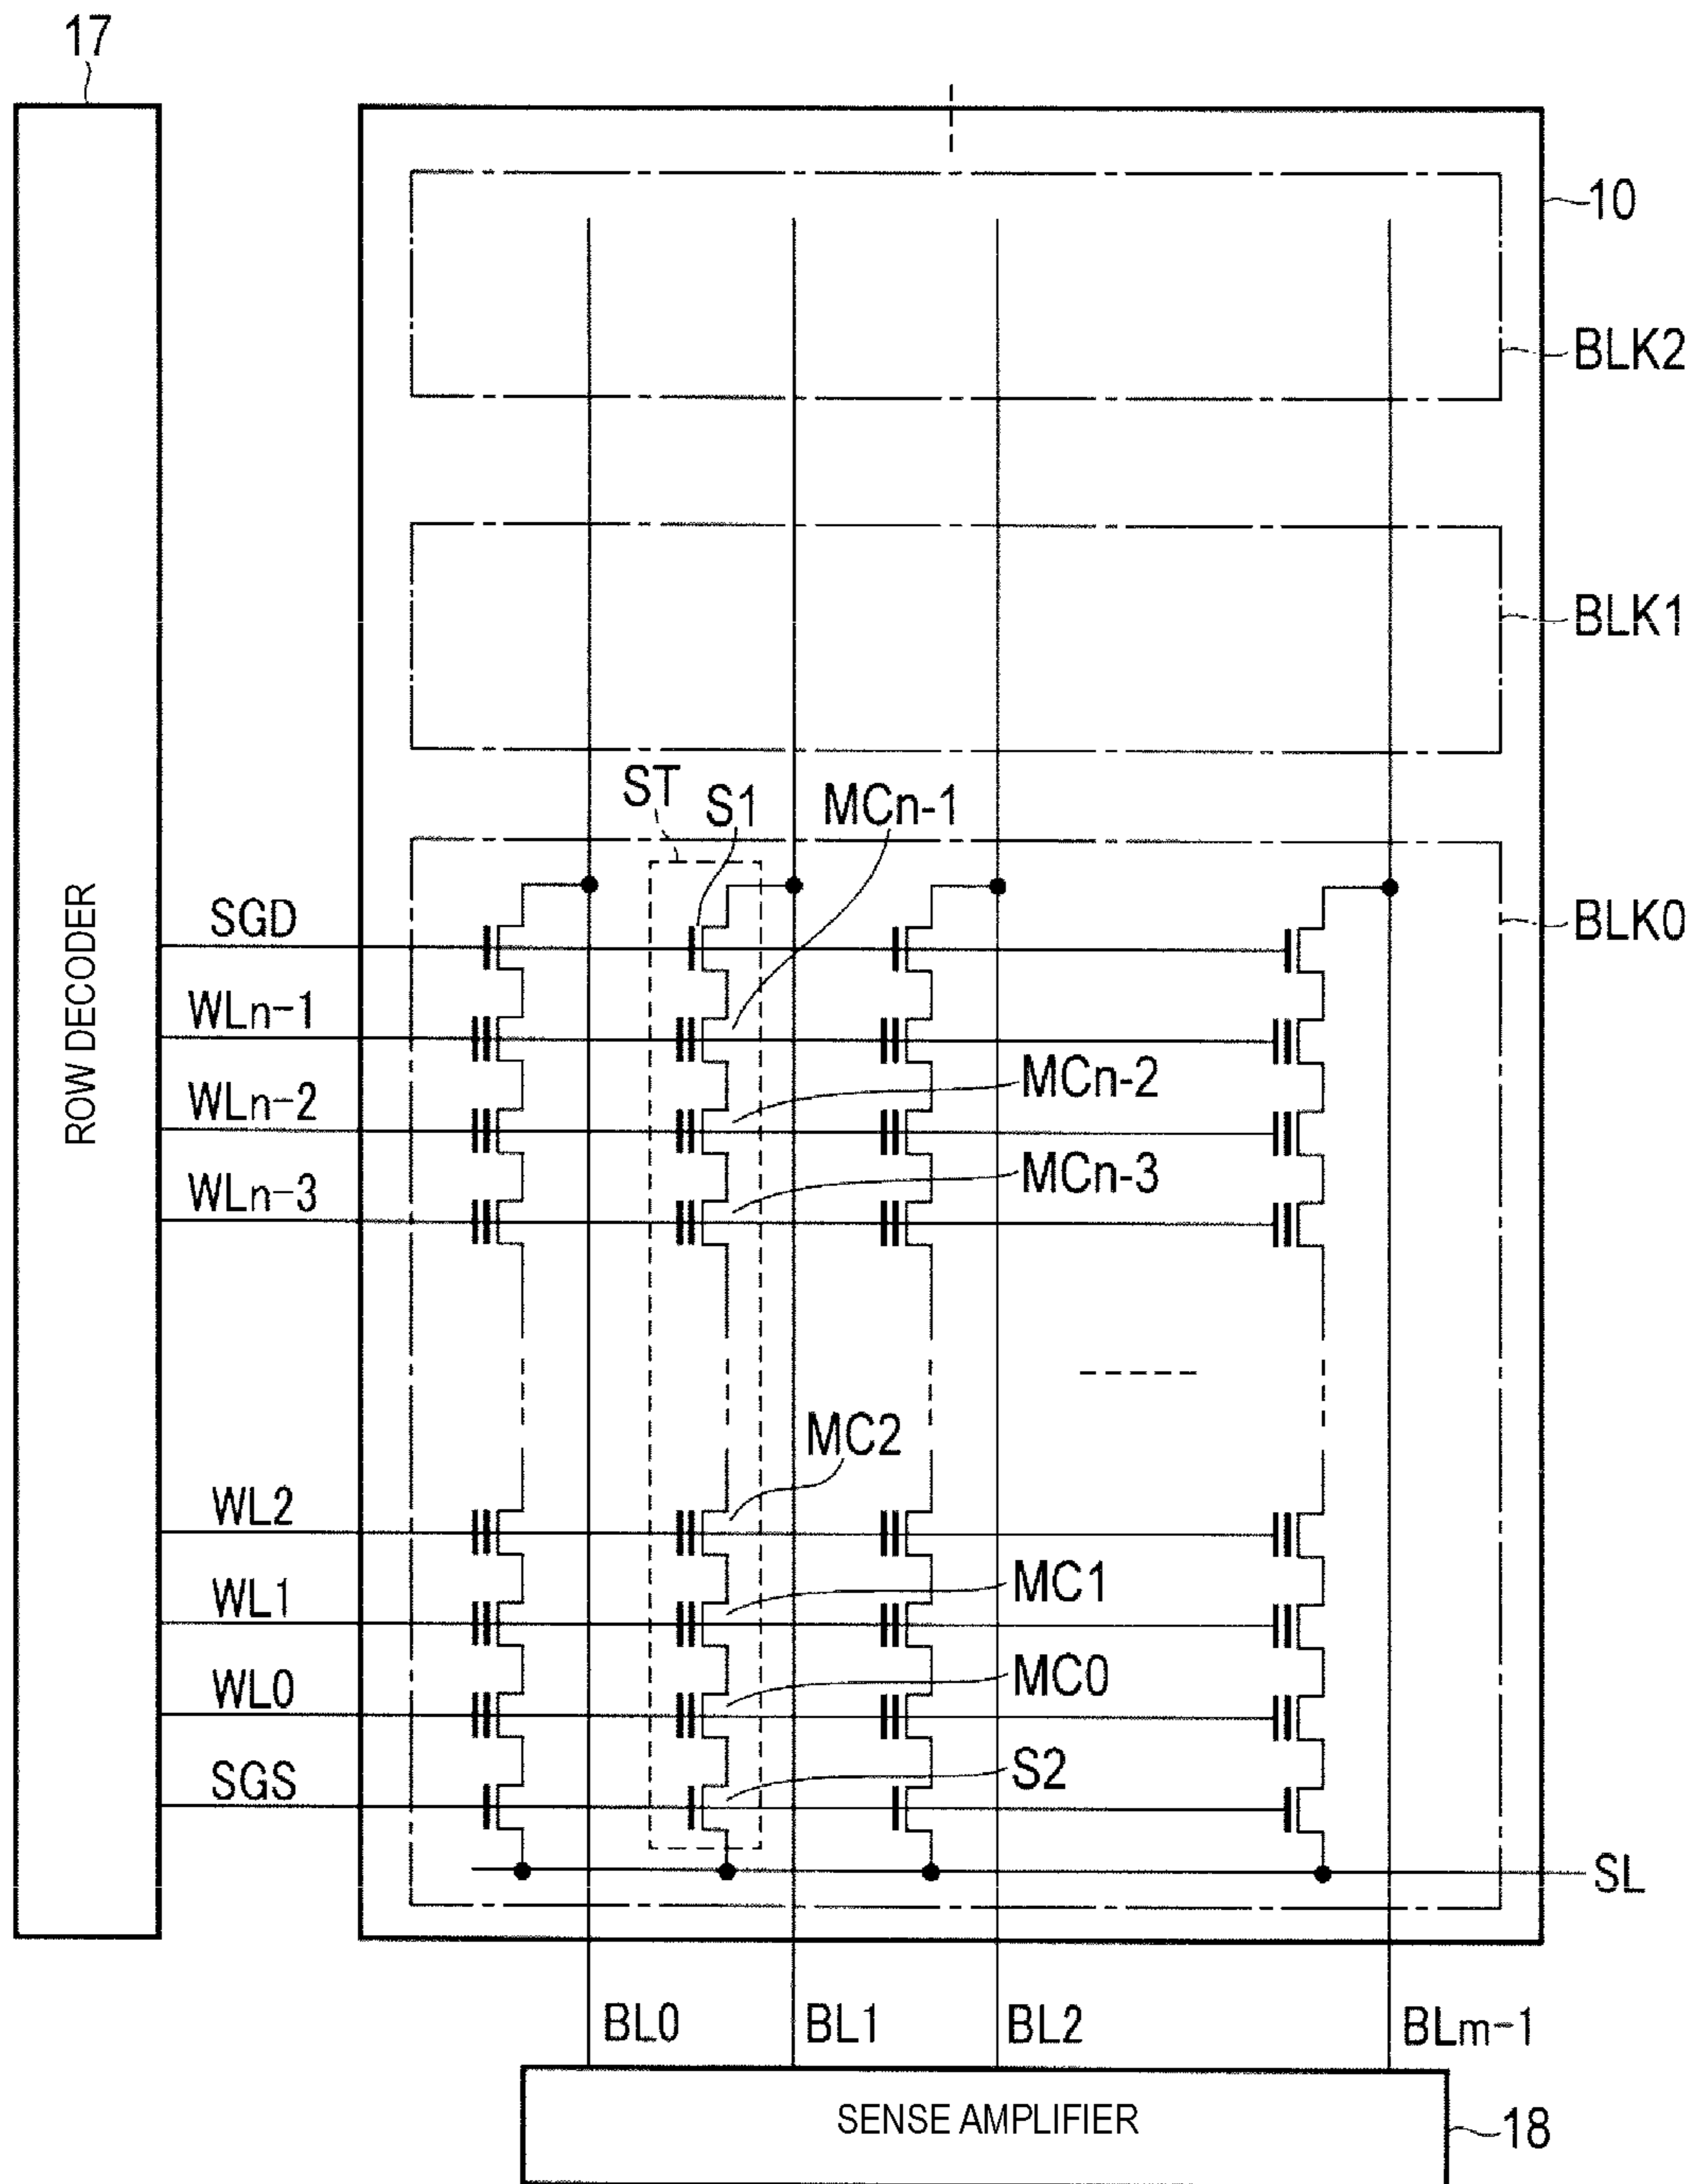 17
10
BLK2
BLK1
ST
S1
MCn-1
BLK0
ROW DECODER
SGD
WLn-1
WLn-2
MCn-2
WLn-3
MCn-3
MC2
WL2
WL1
MC1
WL0
MC0
SGS
S2
SL
BL0
BL1
BL2
BLm-1
SENSE AMPLIFIER
18